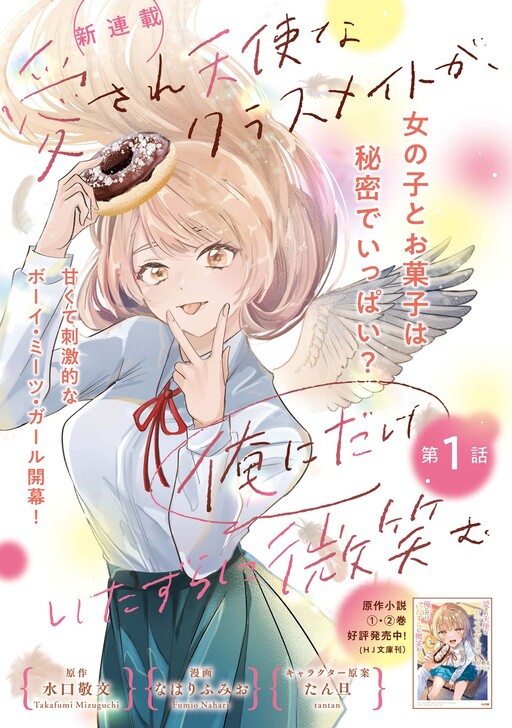 新連載
愛され天使な
クラスメイトが、
女の子とお菓子は
秘密でいっぱい？
甘くて刺激的な
ボーイ・ミーツ・ガール開幕！
俺にだけ
第1話
いたずらに微笑む
原作小説
①・②巻
好評発売中!
(HJ文庫刊)
原作
水口敬文
Takafumi Mizuguchi
漫画
なはりふみお
Fumio Nahari
キャラクター原案
たん旦
tantan